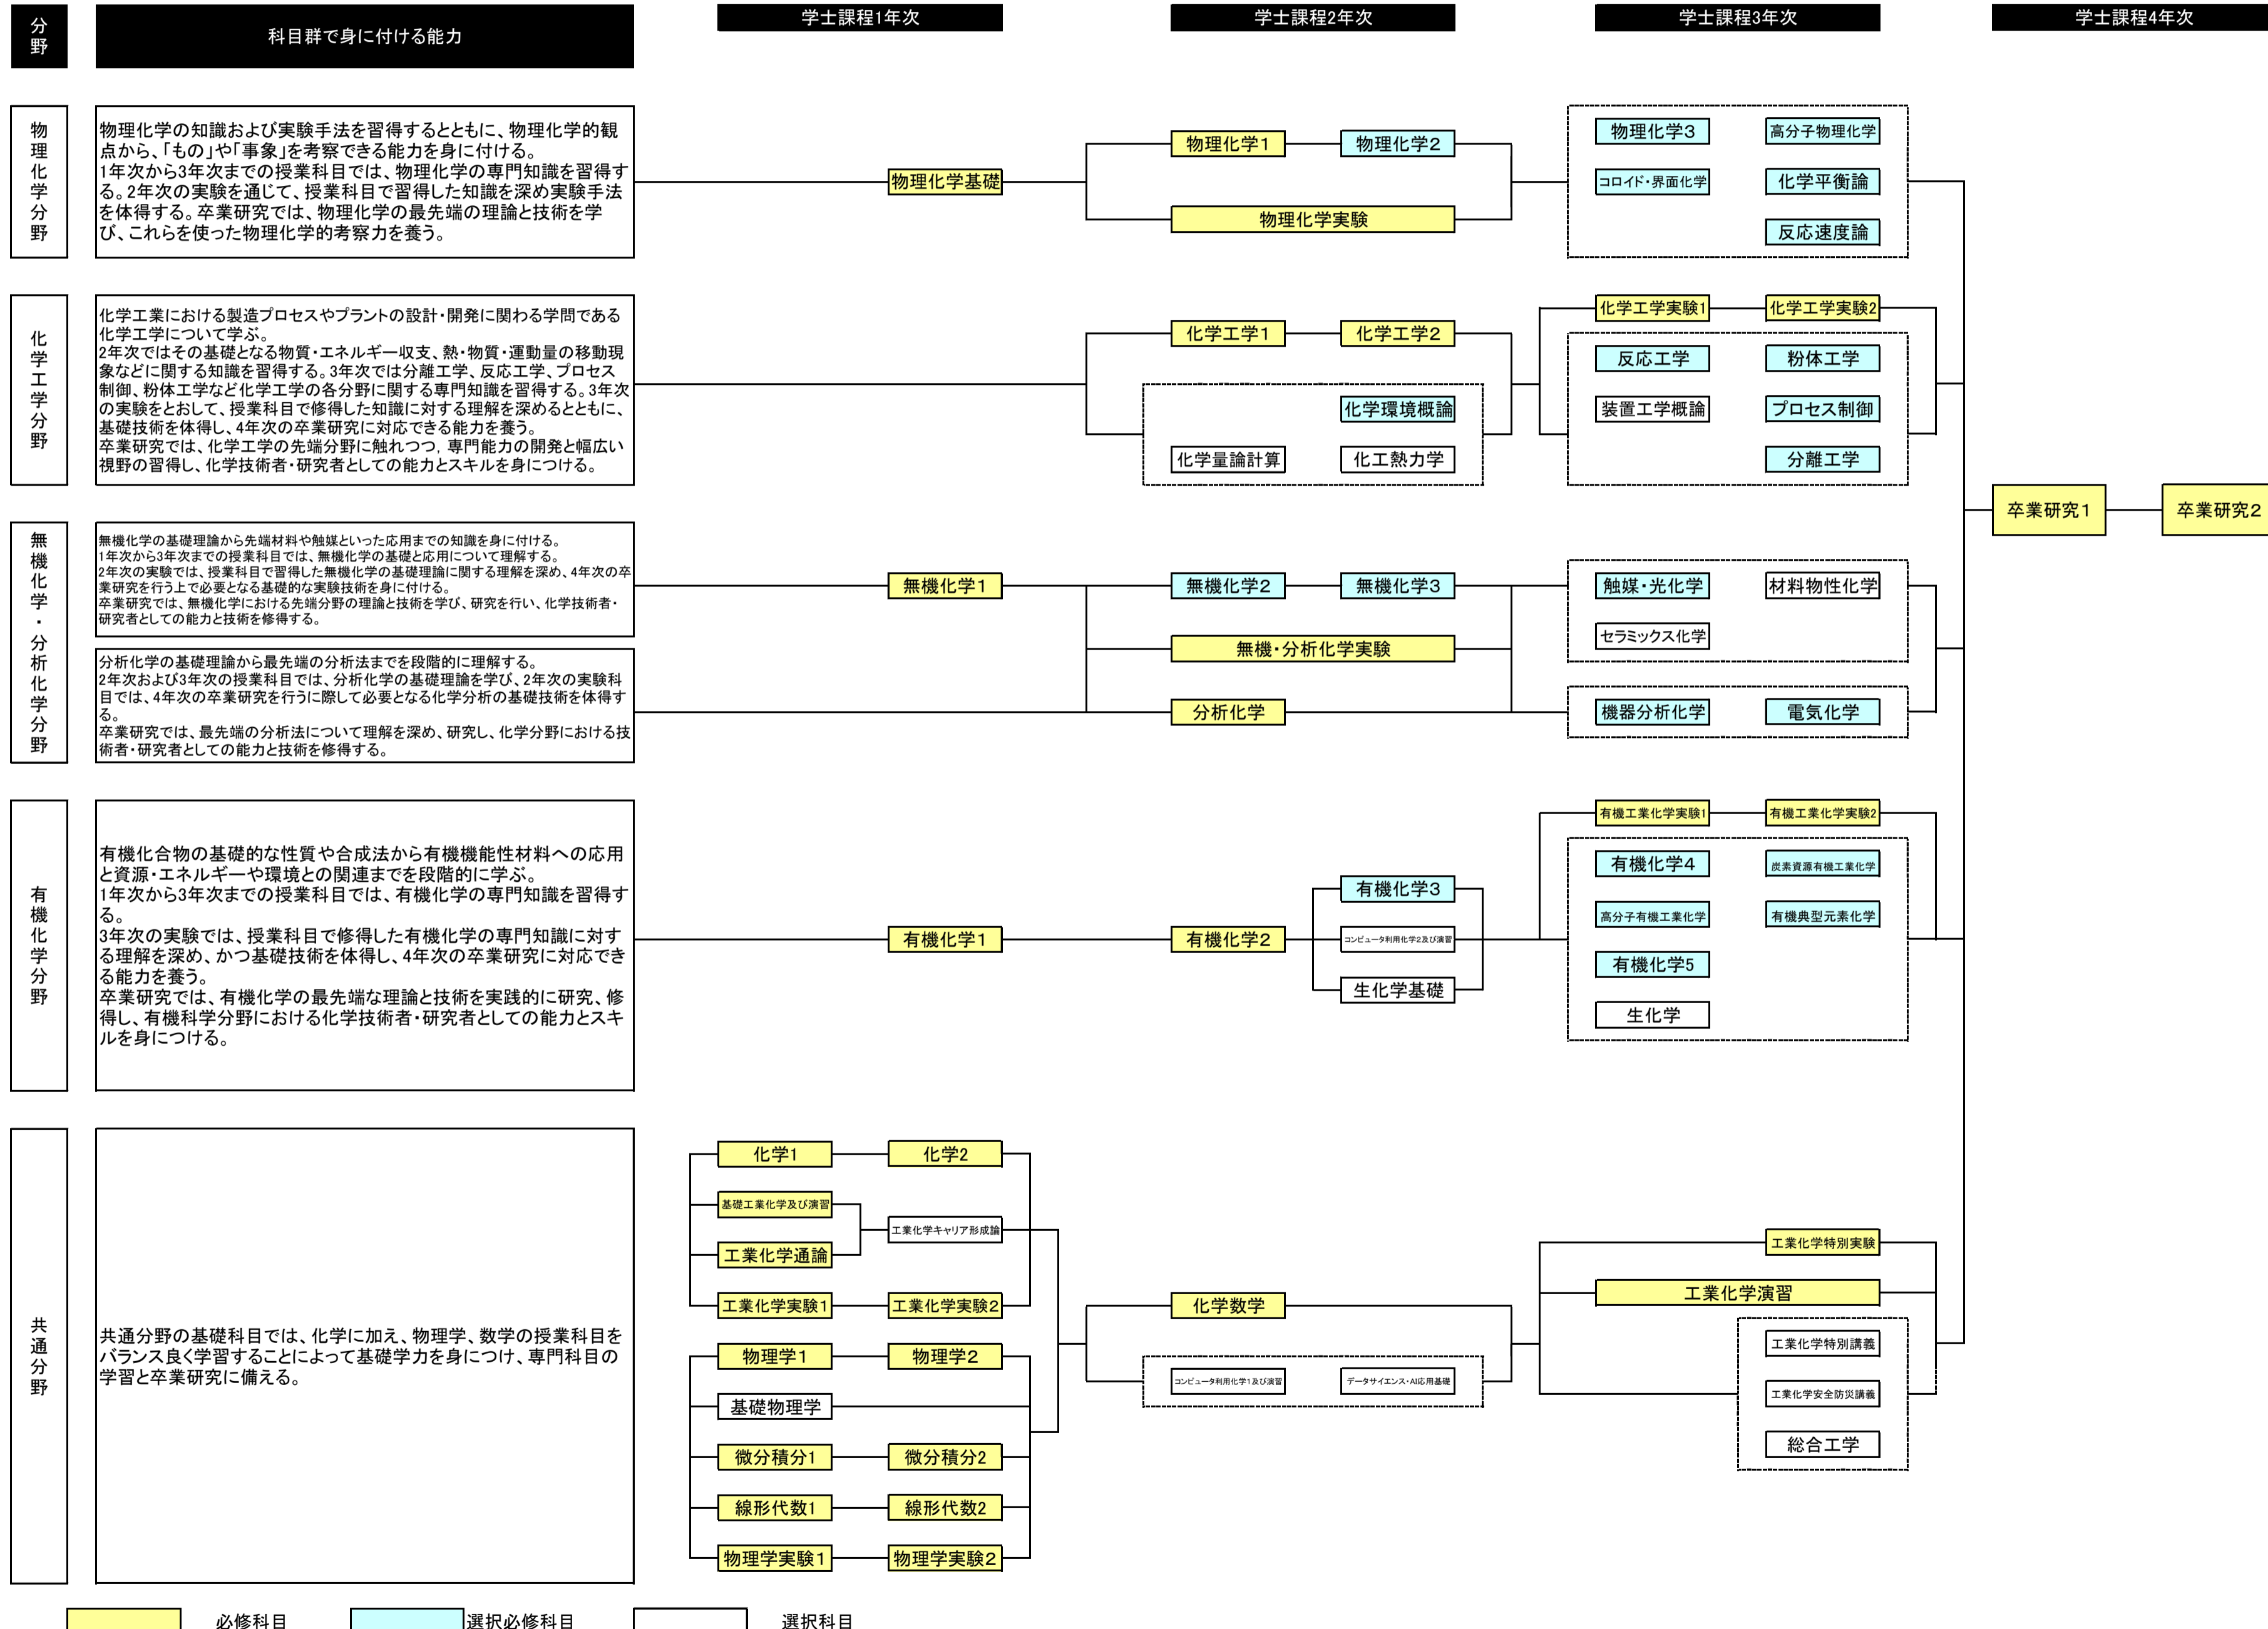 分野
科目群で身に付ける能力
学士課程1年次
学士課程2年次
学士課程3年次
学士課程4年次
物理化学分野
物理化学の知識および実験手法を習得するとともに、物理化学的観
点から、「もの」や「事象」を考察できる能力を身に付ける。
1年次から3年次までの授業科目では、物理化学の専門知識を習得す
る。2年次の実験を通じて、授業科目で習得した知識を深め実験手法
を体得する。卒業研究では、物理化学の最先端の理論と技術を学
び、これらを使った物理化学的考察力を養う。
物理化学基礎
物理化学1
物理化学2
物理化学実験
物理化学3
高分子物理化学
コロイド・界面化学
化学平衡論
反応速度論
化学工学分野
化学工業における製造プロセスやプラントの設計・開発に関わる学問である
化学工学について学ぶ。
2年次ではその基礎となる物質・エネルギー収支、熱・物質・運動量の移動現
象などに関する知識を習得する。3年次では分離工学、反応工学、プロセス
制御、粉体工学など化学工学の各分野に関する専門知識を習得する。3年次
の実験をとおして、授業科目で修得した知識に対する理解を深めるとともに、
基礎技術を体得し、4年次の卒業研究に対応できる能力を養う。
卒業研究では、化学工学の先端分野に触れつつ, 専門能力の開発と幅広い
視野の習得し、化学技術者・研究者としての能力とスキルを身につける。
化学工学1
化学工学2
化学環境概論
化学量論計算
化工熱力学
化学工学実験1
化学工学実験2
反応工学
粉体工学
装置工学概論
プロセス制御
分離工学
卒業研究1
卒業研究2
無機化学・分析化学分野
無機化学の基礎理論から先端材料や触媒といった応用までの知識を身に付ける。
1年次から3年次までの授業科目では、無機化学の基礎と応用について理解する。
2年次の実験では、授業科目で習得した無機化学の基礎理論に関する理解を深め、4年次の卒
業研究を行う上で必要となる基礎的な実験技術を身に付ける。
卒業研究では、無機化学における先端分野の理論と技術を学び、研究を行い、化学技術者・
研究者としての能力と技術を修得する。
無機化学1
無機化学2
無機化学3
触媒・光化学
材料物性化学
セラミックス化学
無機・分析化学実験
分析化学の基礎理論から最先端の分析法までを段階的に理解する。
2年次および3年次の授業科目では、分析化学の基礎理論を学び、2年次の実験科
目では、4年次の卒業研究を行うに際して必要となる化学分析の基礎技術を体得す
る。
卒業研究では、最先端の分析法について理解を深め、研究し、化学分野における技
術者・研究者としての能力と技術を修得する。
分析化学
機器分析化学
電気化学
有機化学分野
有機化合物の基礎的な性質や合成法から有機機能性材料への応用
と資源・エネルギーや環境との関連までを段階的に学ぶ。
1年次から3年次までの授業科目では、有機化学の専門知識を習得す
る。
3年次の実験では、授業科目で修得した有機化学の専門知識に対す
る理解を深め、かつ基礎技術を体得し、4年次の卒業研究に対応でき
る能力を養う。
卒業研究では、有機化学の最先端な理論と技術を実践的に研究、修
得し、有機科学分野における化学技術者・研究者としての能力とスキ
ルを身につける。
有機化学1
有機化学2
有機化学3
コンピュータ利用化学2及び演習
生化学基礎
有機工業化学実験1
有機工業化学実験2
有機化学4
炭素資源有機工業化学
高分子有機工業化学
有機典型元素化学
有機化学5
生化学
共通分野
共通分野の基礎科目では、化学に加え、物理学、数学の授業科目を
バランス良く学習することによって基礎学力を身につけ、専門科目の
学習と卒業研究に備える。
化学1
化学2
基礎工業化学及び演習
工業化学キャリア形成論
工業化学通論
工業化学実験1
工業化学実験2
物理学1
物理学2
基礎物理学
微分積分1
微分積分2
線形代数1
線形代数2
物理学実験1
物理学実験2
化学数学
コンピュータ利用化学1及び演習
データサイエンス・AI応用基礎
工業化学特別実験
工業化学演習
工業化学特別講義
工業化学安全防災講義
総合工学
必修科目
選択必修科目
選択科目